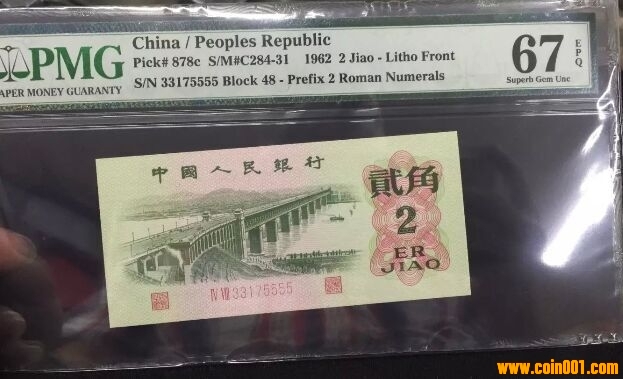 China / Peoples Republic
Pick# 878c S/M#C284-31 1962 2 Jiao - Litho Front
S/N 33175555 Block 48 - Prefix 2 Roman Numerals
PMG
PAPER MONEY GUARANTY
67 EPQ
Superb Gem Unc
中國人民銀行
貳角
2
ER
JIAO
IV VIII 33175555
www.coin001.com